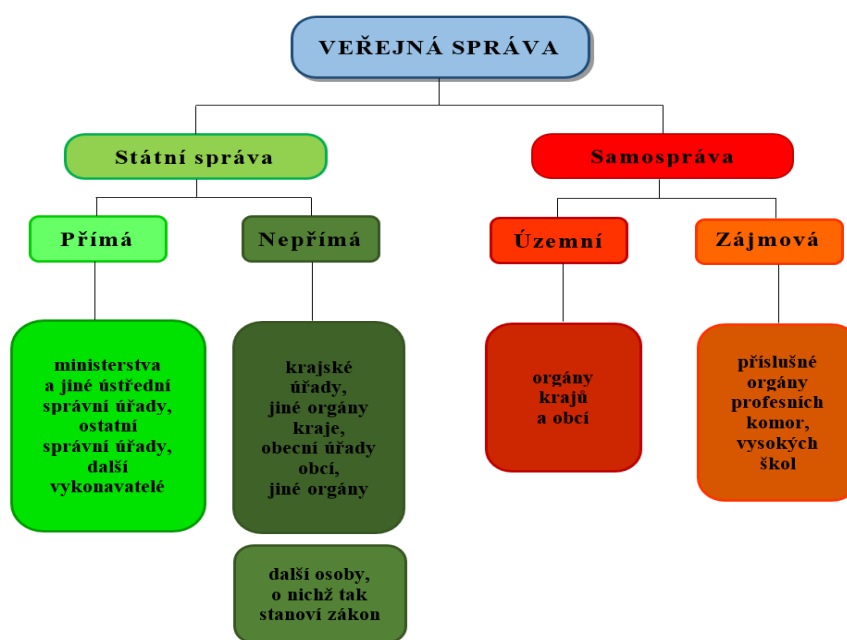 VEŘEJNÁ SPRÁVA
Státní správa
Samospráva
Přímá
Nepřímá
Územní
Zájmová
ministerstva
a jiné ústřední
správní úřady,
ostatní
správní úřady,
další
vykonavatelé
krajské
úřady,
jiné orgány
kraje,
obecní úřady
obcí,
jiné orgány
orgány
krajů
a obcí
příslušné
orgány
profesních
komor,
vysokých
škol
další osoby,
o nichž tak
stanoví zákon